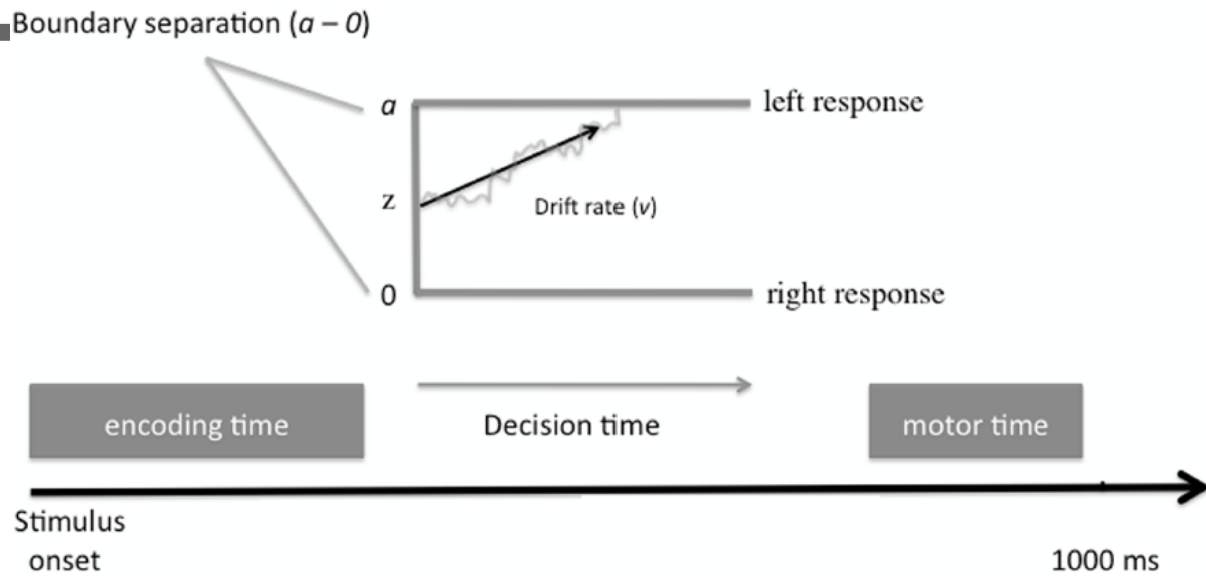 Boundary separation (a – 0)
a
left response
z
Drift rate (v)
0
right response
encoding time
Decision time
motor time
Stimulus
onset
1000 ms